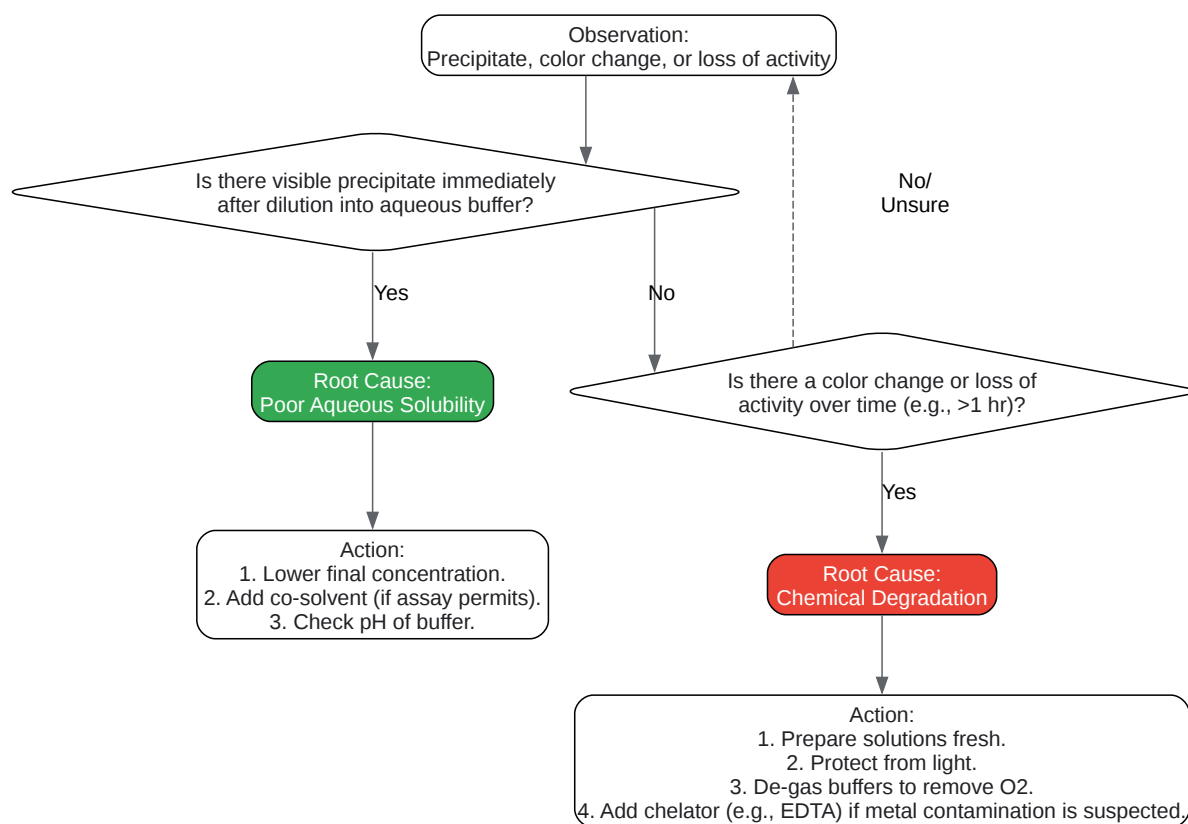 Observation:
Precipitate, color change, or loss of activity
Is there visible precipitate immediately
after dilution into aqueous buffer?
No/
Unsure
Yes
No
Root Cause:
Poor Aqueous Solubility
Is there a color change or loss of
activity over time (e.g., >1 hr)?
Yes
Action:
1. Lower final concentration.
2. Add co-solvent (if assay permits).
3. Check pH of buffer.
Root Cause:
Chemical Degradation
Action:
1. Prepare solutions fresh.
2. Protect from light.
3. De-gas buffers to remove O2.
4. Add chelator (e.g., EDTA) if metal contamination is suspected.